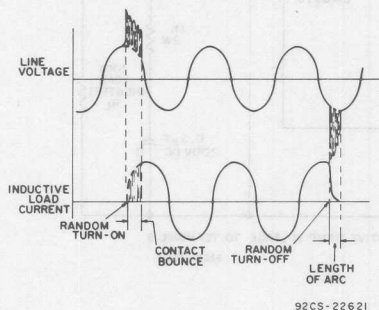 LINE
VOLTAGE
INDUCTIVE
LOAD
CURRENT
RANDOM
TURN-ON
CONTACT
BOUNCE
RANDOM
TURN-OFF
LENGTH
OF ARC
92CS-22621